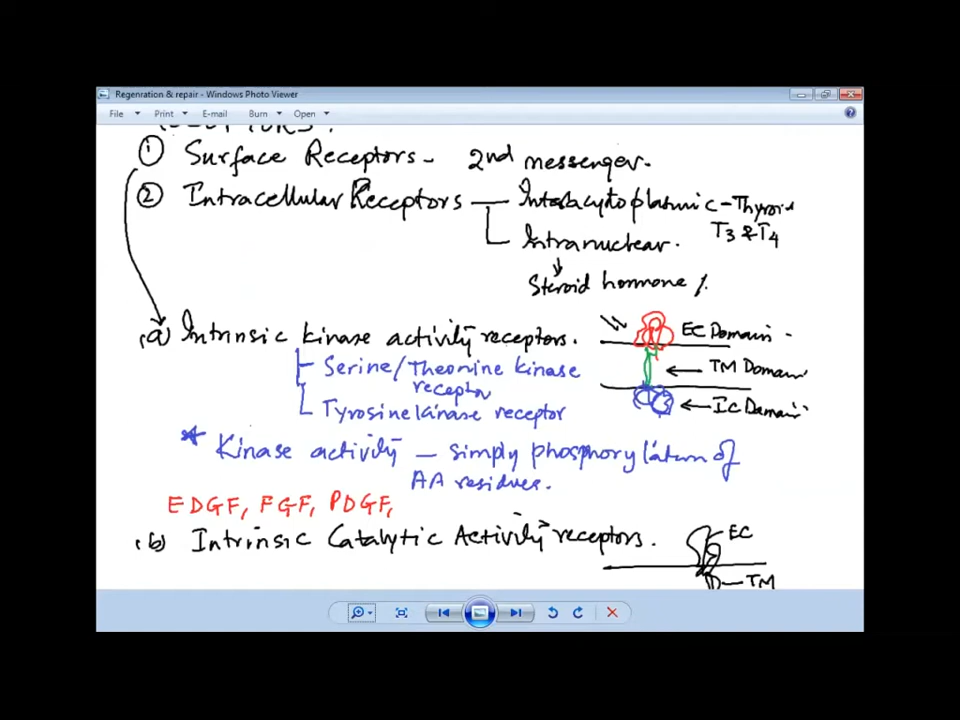 Regenration & repair - Windows Photo Viewer
File Print E-mail Burn Open
① Surface Receptors - 2nd messenger.
② Intracellular Receptors Intracytoplasmic - Thyroid
T3 & T4
Intranuclear.
Steroid hormone
(a) Intrinsic kinase activity receptors. EC Domain -
Serine/Theonine kinase TM Domain
receptor
Tyrosine kinase receptor IC Domain
* Kinase activity - simply phosphorylation of
AA residues.
EDGF, FGF, PDGF,
(b) Intrinsic Catalytic Activity receptors. EC
TM